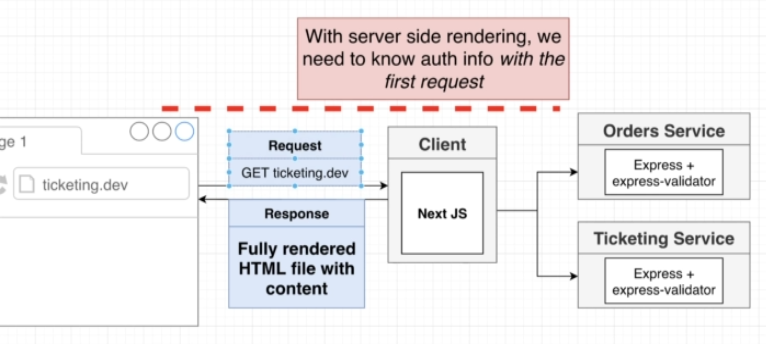 With server side rendering, we
need to know auth info with the
first request
ge 1
ticketing.dev
Request
GET ticketing.dev
Response
Fully rendered
HTML file with
content
Client
Next JS
Orders Service
Express +
express-validator
Ticketing Service
Express +
express-validator